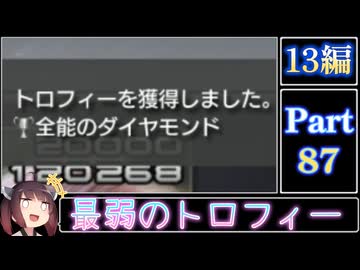 トロフィーを獲得しました。
全能のダイヤモンド
20000
120268
13編
Part
87
最弱のトロフィー